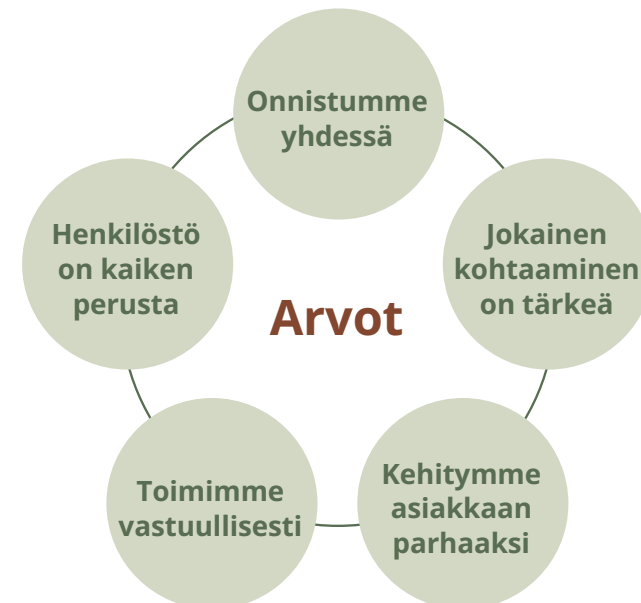 Onnistumme
yhdessä
Jokainen
kohtaaminen
on tärkeä
Kehitymme
asiakkaan
parhaaksi
Toimimme
vastuullisesti
Henkilöstö
on kaiken
perusta
Arvot